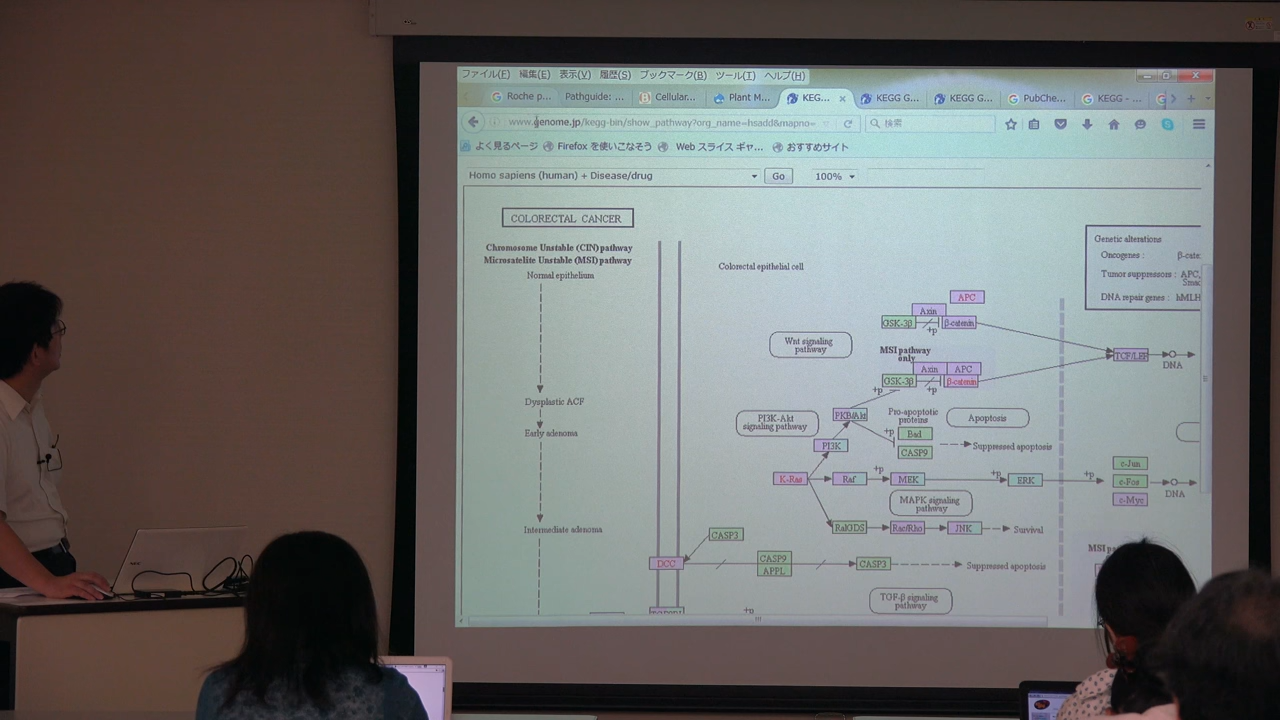 ファイル(F) 編集(E) 表示(V) 履歴(S) ブックマーク(B) ツール(T) ヘルプ(H)
Roche p... Pathguide: ... Cellular... Plant M... KEG... KEGG G... KEGG G... PubChe... KEGG - ...
www.genome.jp/kegg-bin/show_pathway?org_name=hsadd&mapno= 検索
よく見るページ Firefox を使いこなそう Web スライス ギャ... おすすめサイト
Homo sapiens (human) + Disease/drug Go 100%
COLORECTAL CANCER
Chromosome Unstable (CIN) pathway
Microsatelite Unstable (MSI) pathway
Normal epithelium
Dysplastic ACF
Early adenoma
Intermediate adenoma
Colorectal epithelial cell
Genetic alterations
Oncogenes : β-cate
Tumor suppressors : APC,
Smad
DNA repair genes : hMLH
APC
Axin
GSK-3β β-catenin
+p
Wnt signaling
pathway
MSI pathway
only
TCF/LEF
DNA
Axin APC
GSK-3β β-catenin
+p +p
PKB/Akt
PI3K-Akt
signaling pathway
Pro-apoptotic
proteins
Apoptosis
+p
Bad
CASP9
Suppressed apoptosis
PI3K
K-Ras Raf +p MEK +p ERK +p
c-Jun
c-Fos
c-Myc
DNA
MAPK signaling
pathway
RalGDS Rac/Rho JNK Survival
CASP3
DCC
CASP9
APPL
CASP3
Suppressed apoptosis
MSI pa
TGF-β signaling
pathway
+p